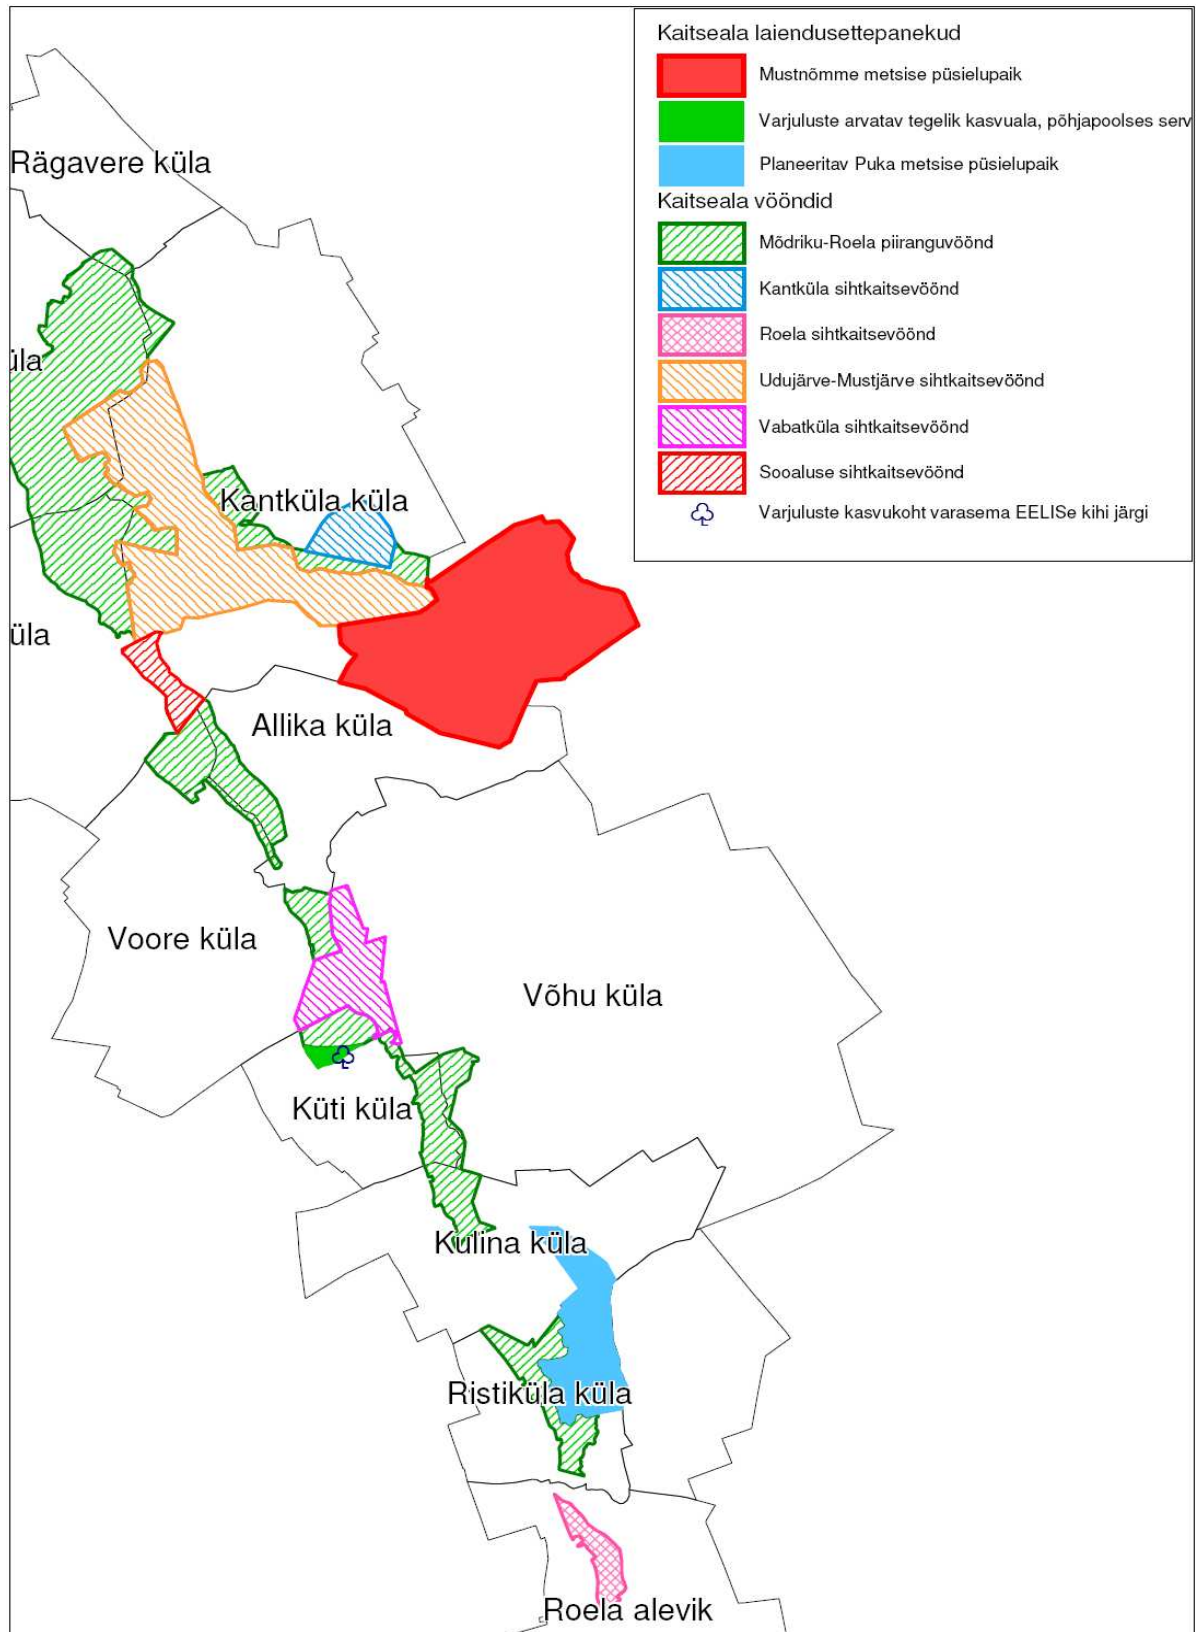 Kaitseala laiendusettepanekud
Mustnõmme metsise püsielupaik
Varjuluste arvatav tegelik kasvuala, põhjapoolses serv
Planeeritav Puka metsise püsielupaik
Kaitseala vööndid
Mõdriku-Roela piiranguvöönd
Kantküla sihtkaitsevöönd
Roela sihtkaitsevöönd
Udujärve-Mustjärve sihtkaitsevöönd
Vabatküla sihtkaitsevöönd
Sooaluse sihtkaitsevöönd
Varjuluste kasvukoht varasema EELISe kihi järgi
Rägavere küla
üla
Kantküla küla
üla
Allika küla
Voore küla
Võhu küla
Küti küla
Kulina küla
Ristiküla küla
Roela alevik